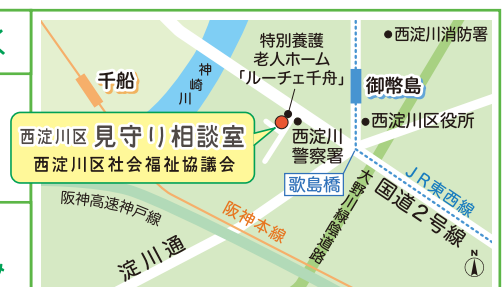 西淀川消防署
特別養護
老人ホーム
「ルーチェ千舟」
神崎川
千船
御幣島
西淀川区 見守り相談室
西淀川区社会福祉協議会
西淀川
警察署
西淀川区役所
歌島橋
JR東西線
国道2号線
大野川緑陰道路
阪神高速神戸線
阪神本線
淀川通
N